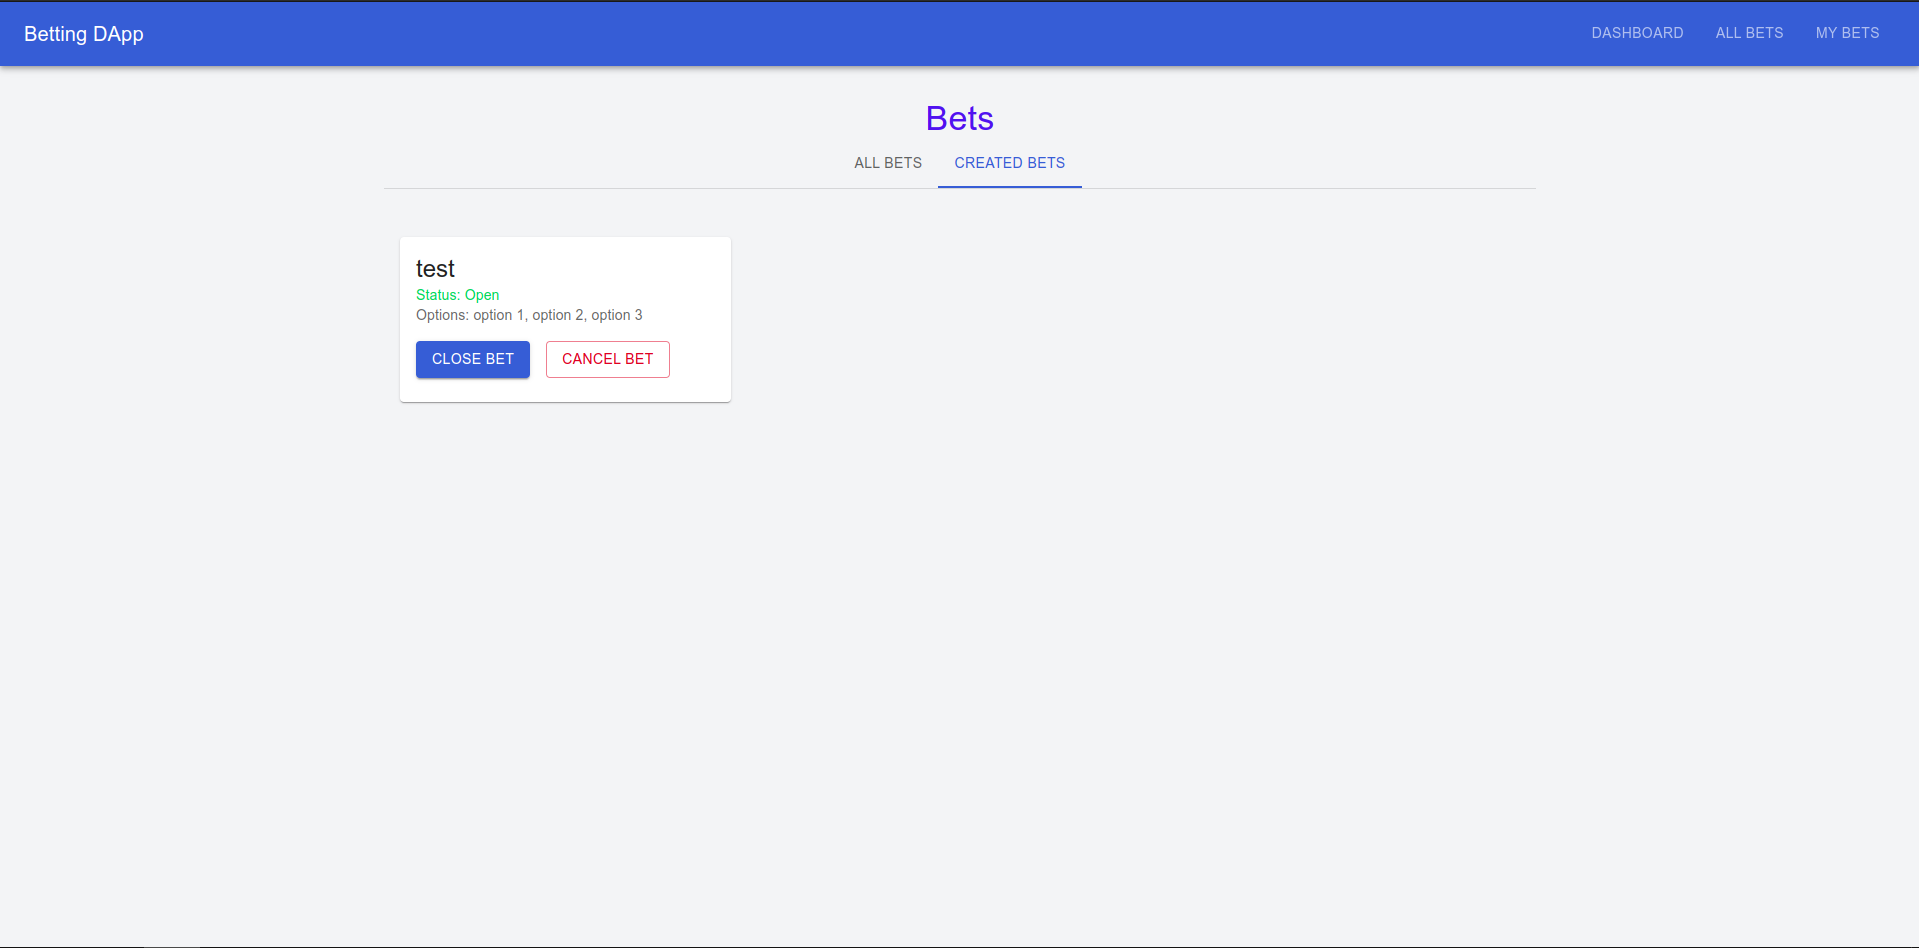 Betting DApp
DASHBOARD ALL BETS MY BETS
Bets
ALL BETS CREATED BETS
test
Status: Open
Options: option 1, option 2, option 3
CLOSE BET CANCEL BET